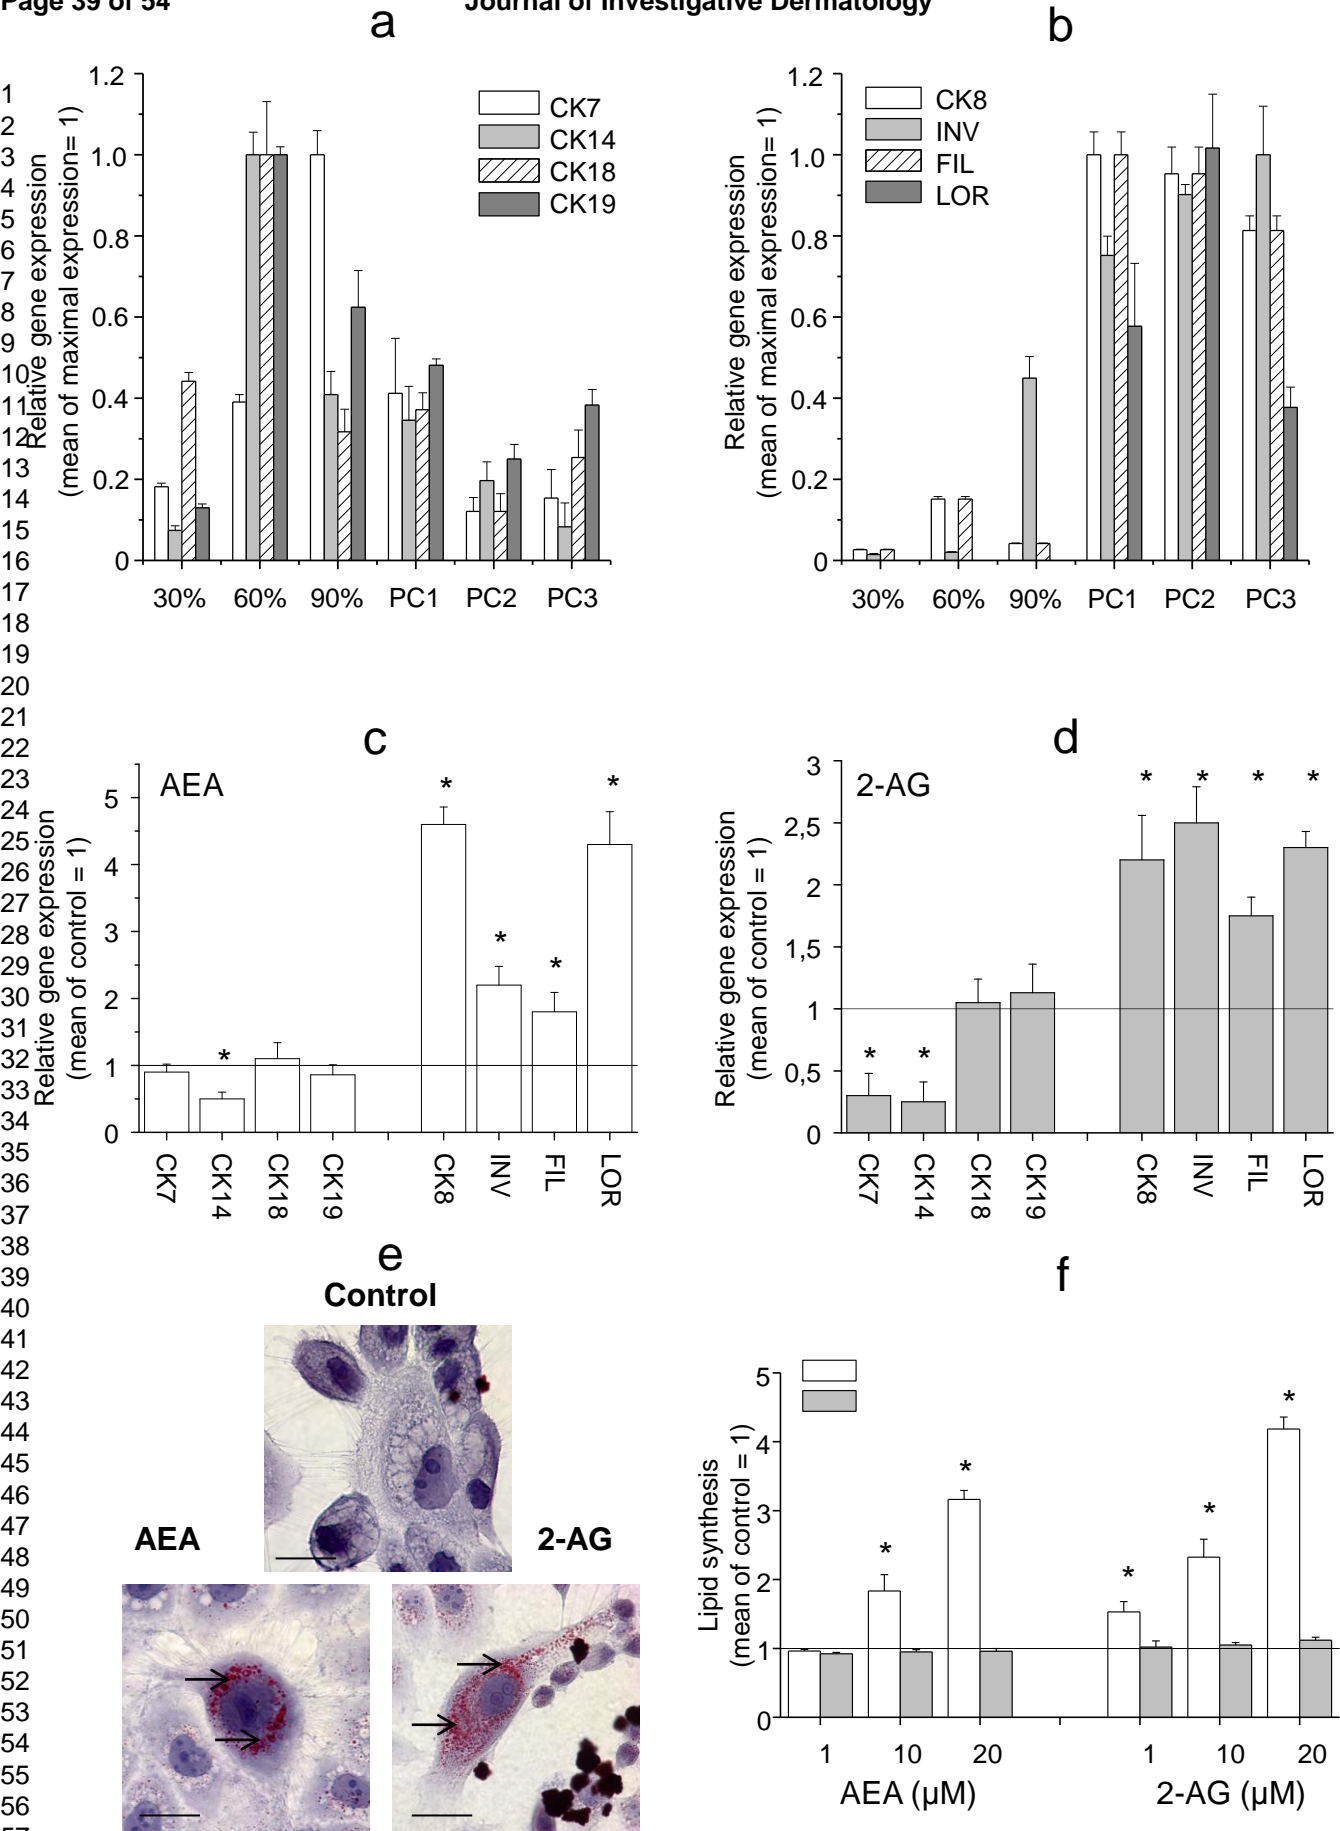 Page 39 of 54
Journal of Investigative Dermatology
1
2
3
4
5
6
7
8
9
10
11
12
13
14
15
16
17
18
19
20
21
22
23
24
25
26
27
28
29
30
31
32
33
34
35
36
37
38
39
40
41
42
43
44
45
46
47
48
49
50
51
52
53
54
55
56
57
a
Relative gene expression
(mean of maximal expression= 1)
1.2
1.0
0.8
0.6
0.4
0.2
0
CK7
CK14
CK18
CK19
30% 60% 90% PC1 PC2 PC3
b
Relative gene expression
(mean of maximal expression= 1)
1.2
1.0
0.8
0.6
0.4
0.2
0
CK8
INV
FIL
LOR
30% 60% 90% PC1 PC2 PC3
c
AEA
Relative gene expression
(mean of control = 1)
5
4
3
2
1
0
* * * * *
CK7 CK14 CK18 CK19 CK8 INV FIL LOR
d
2-AG
Relative gene expression
(mean of control = 1)
3
2,5
2
1,5
1
0,5
0
* * * * * *
CK7 CK14 CK18 CK19 CK8 INV FIL LOR
e
Control
AEA
2-AG
f
Lipid synthesis
(mean of control = 1)
5
4
3
2
1
0
* * * * *
1 10 20 1 10 20
AEA (µM) 2-AG (µM)